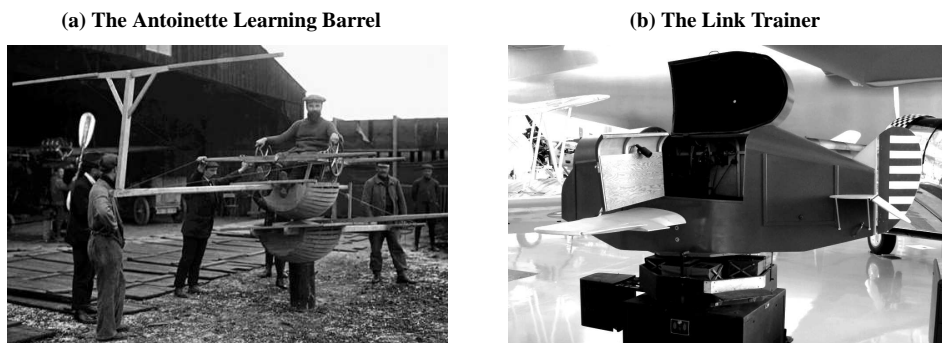 (a) The Antoinette Learning Barrel
(b) The Link Trainer